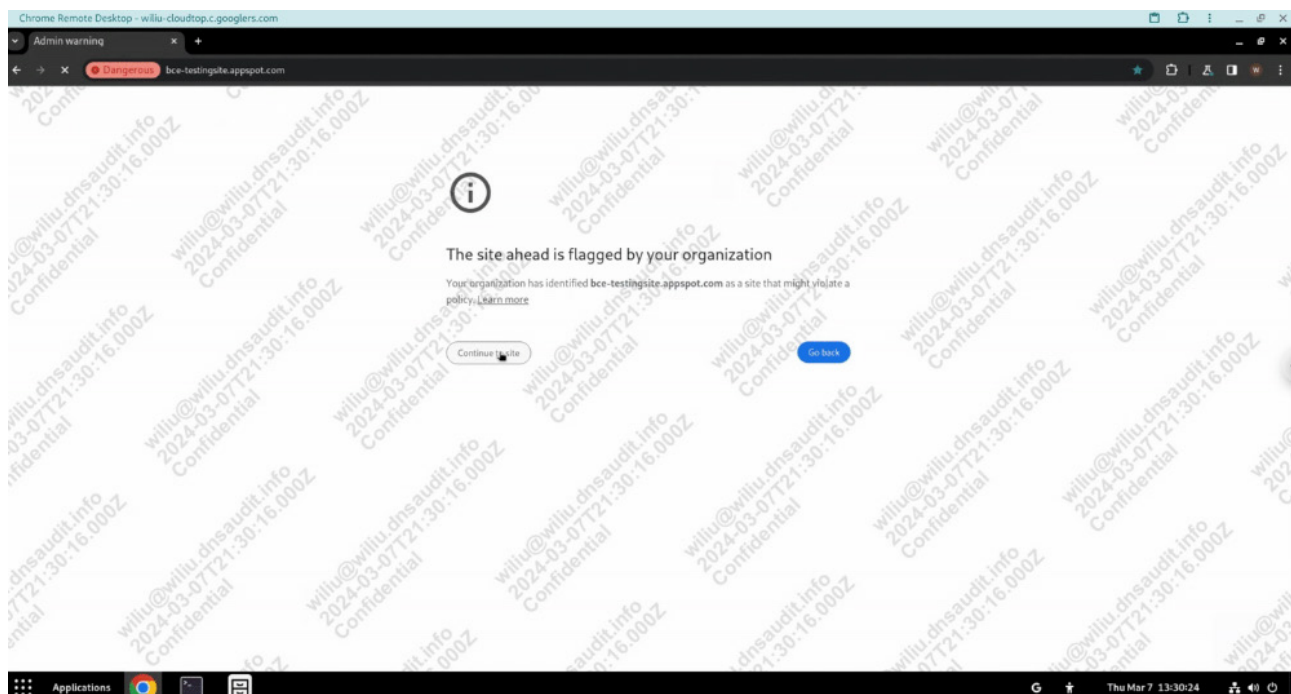 Chrome Remote Desktop - wiliu-cloudtop.c.googlers.com
Admin warning
Dangerous bce-testingsite.appspot.com
wiliu@wiliu.dnsaudit.info
2024-03-07T21:30:16.000Z
Confidential
The site ahead is flagged by your organization
Your organization has identified bce-testingsite.appspot.com as a site that might violate a
policy. Learn more
Continue to site Go back
Applications G Thu Mar 7 13:30:24